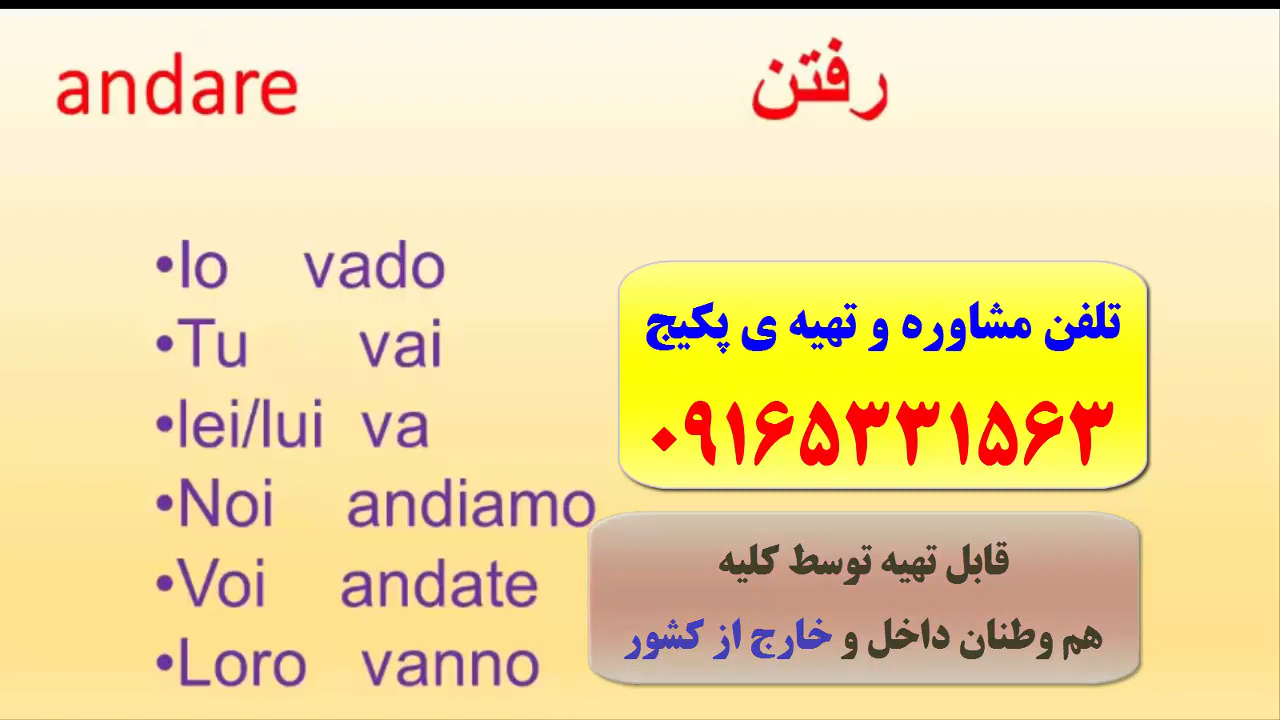 andare
رفتن
•Io vado
•Tu vai
•lei/lui va
•Noi andiamo
•Voi andate
•Loro vanno
تلفن مشاوره و تهیه ی پکیج
۰۹۱۶۵۳۳۱۵۶۳
قابل تهیه توسط کلیه
هم وطنان داخل و خارج از کشور